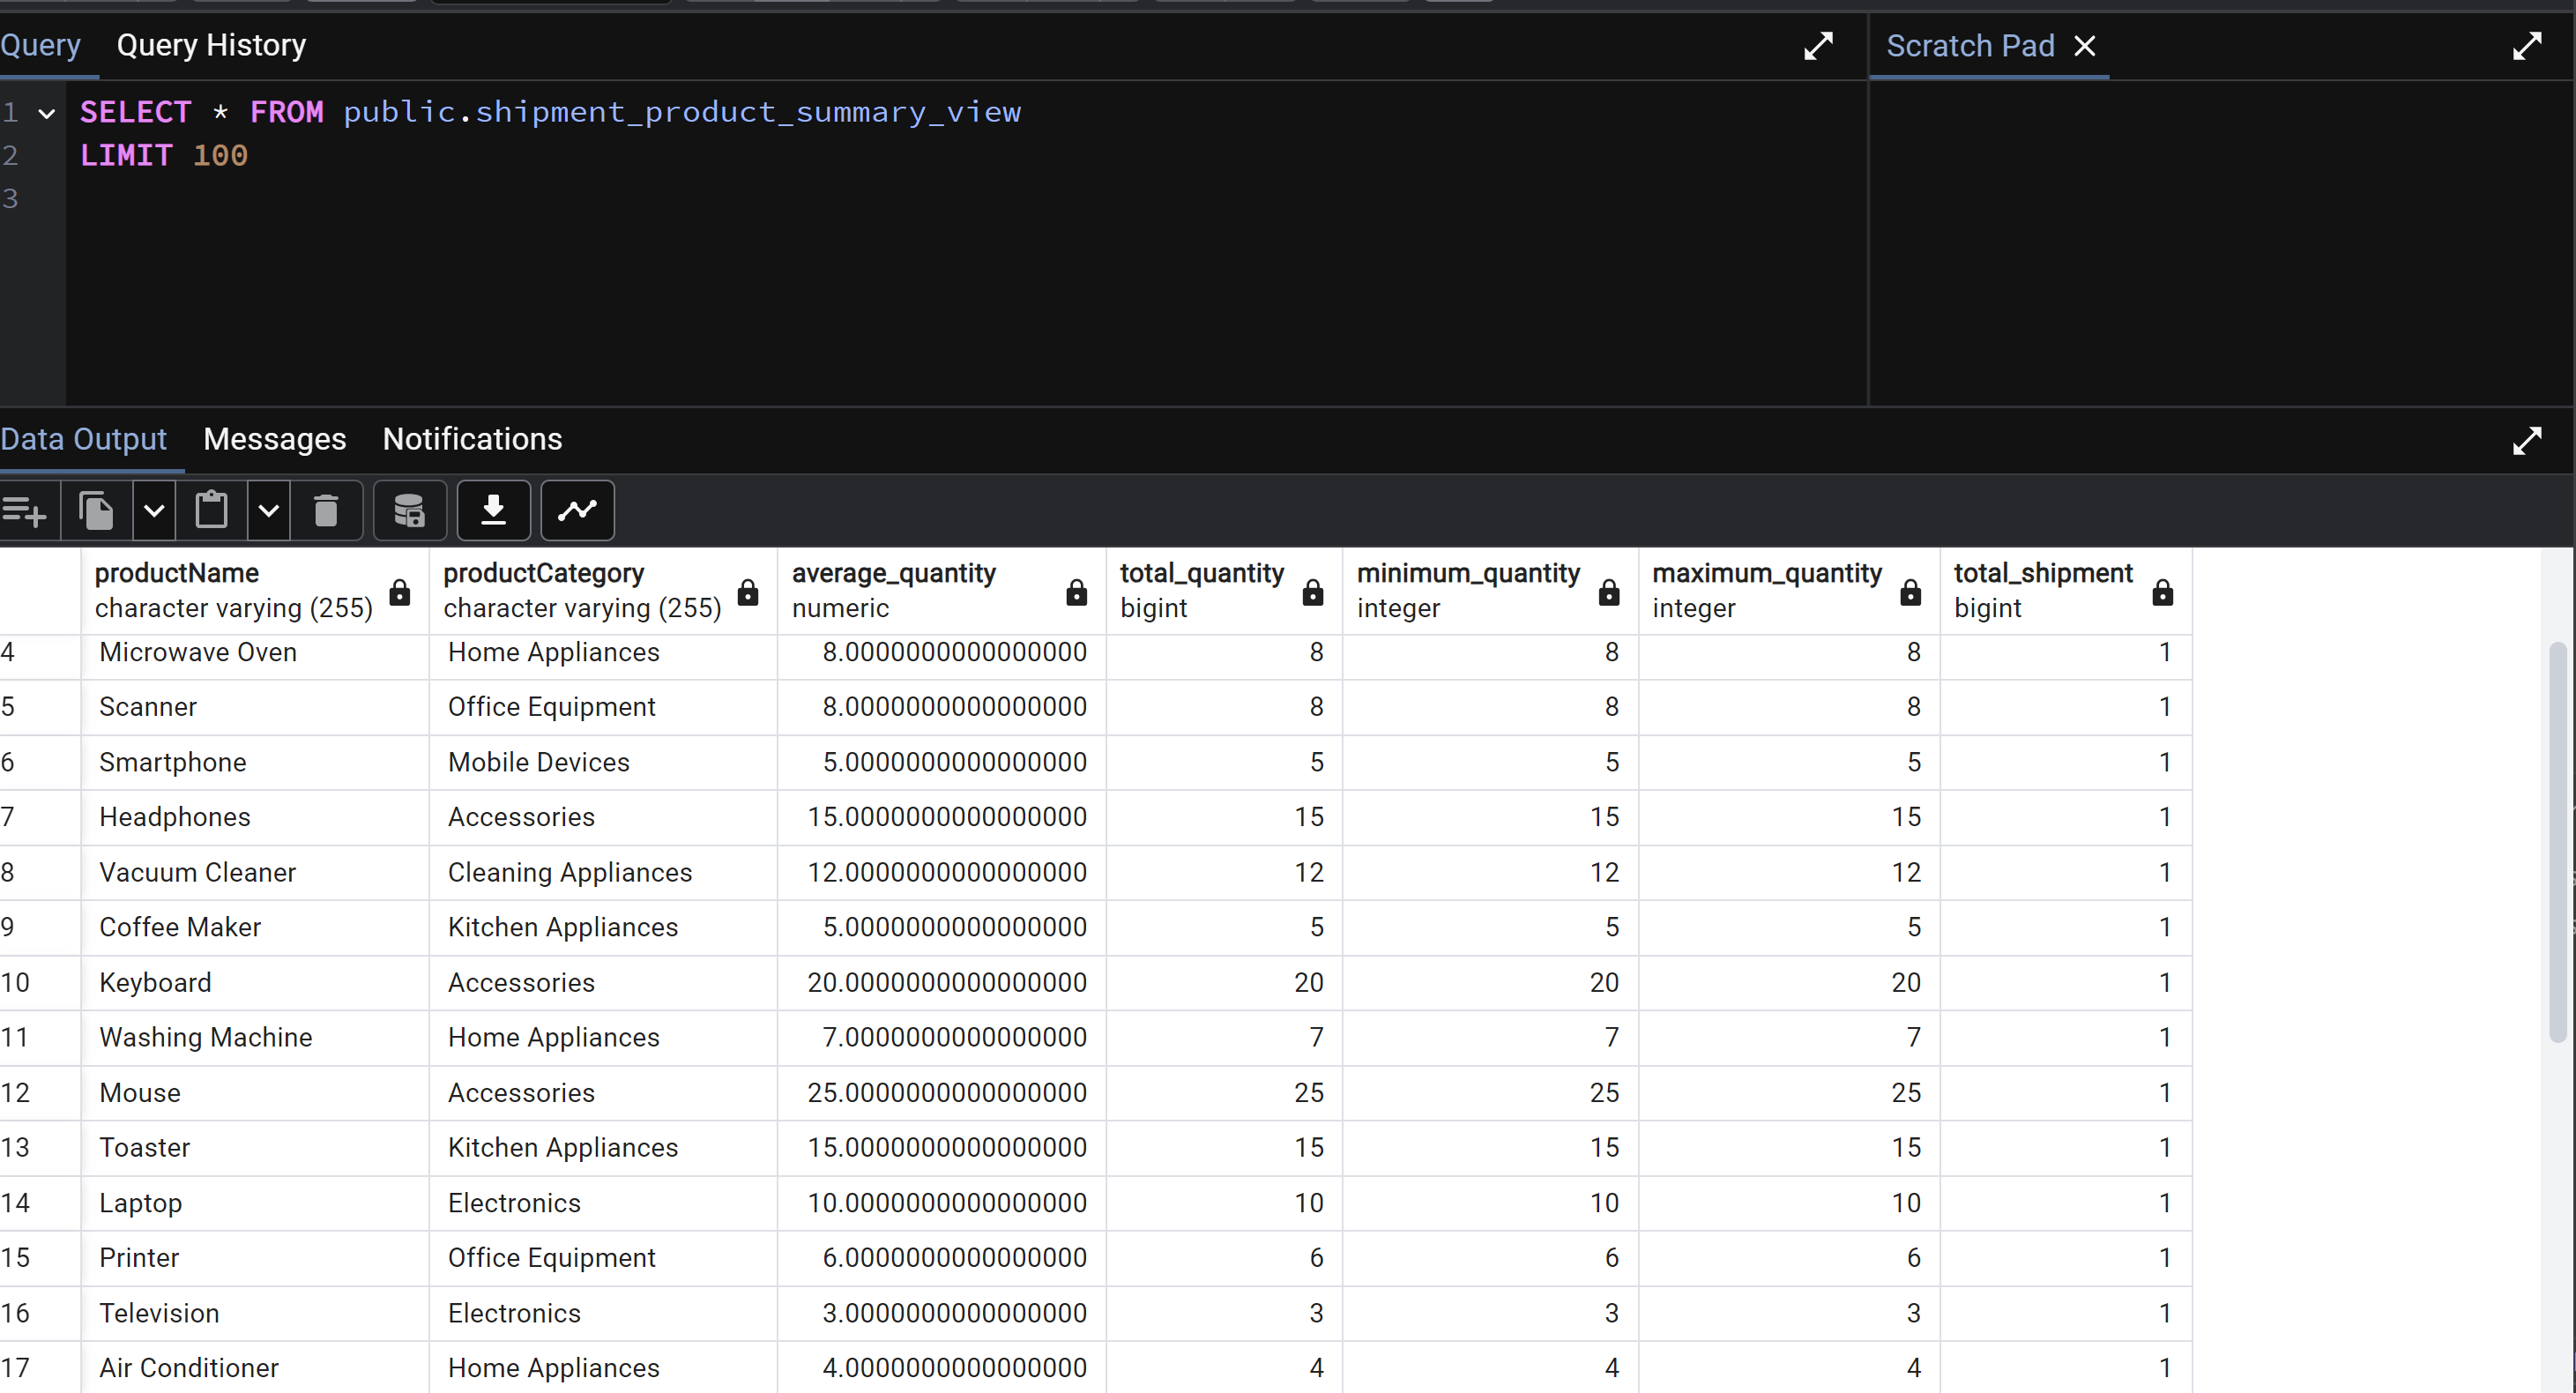 Query Query History
Scratch Pad
1 SELECT * FROM public.shipment_product_summary_view
2 LIMIT 100
3
Data Output Messages Notifications
productName productCategory average_quantity total_quantity minimum_quantity maximum_quantity total_shipment
character varying (255) character varying (255) numeric bigint integer integer bigint
4 Microwave Oven Home Appliances 8.0000000000000000 8 8 8 1
5 Scanner Office Equipment 8.0000000000000000 8 8 8 1
6 Smartphone Mobile Devices 5.0000000000000000 5 5 5 1
7 Headphones Accessories 15.0000000000000000 15 15 15 1
8 Vacuum Cleaner Cleaning Appliances 12.0000000000000000 12 12 12 1
9 Coffee Maker Kitchen Appliances 5.0000000000000000 5 5 5 1
10 Keyboard Accessories 20.0000000000000000 20 20 20 1
11 Washing Machine Home Appliances 7.0000000000000000 7 7 7 1
12 Mouse Accessories 25.0000000000000000 25 25 25 1
13 Toaster Kitchen Appliances 15.0000000000000000 15 15 15 1
14 Laptop Electronics 10.0000000000000000 10 10 10 1
15 Printer Office Equipment 6.0000000000000000 6 6 6 1
16 Television Electronics 3.0000000000000000 3 3 3 1
17 Air Conditioner Home Appliances 4.0000000000000000 4 4 4 1